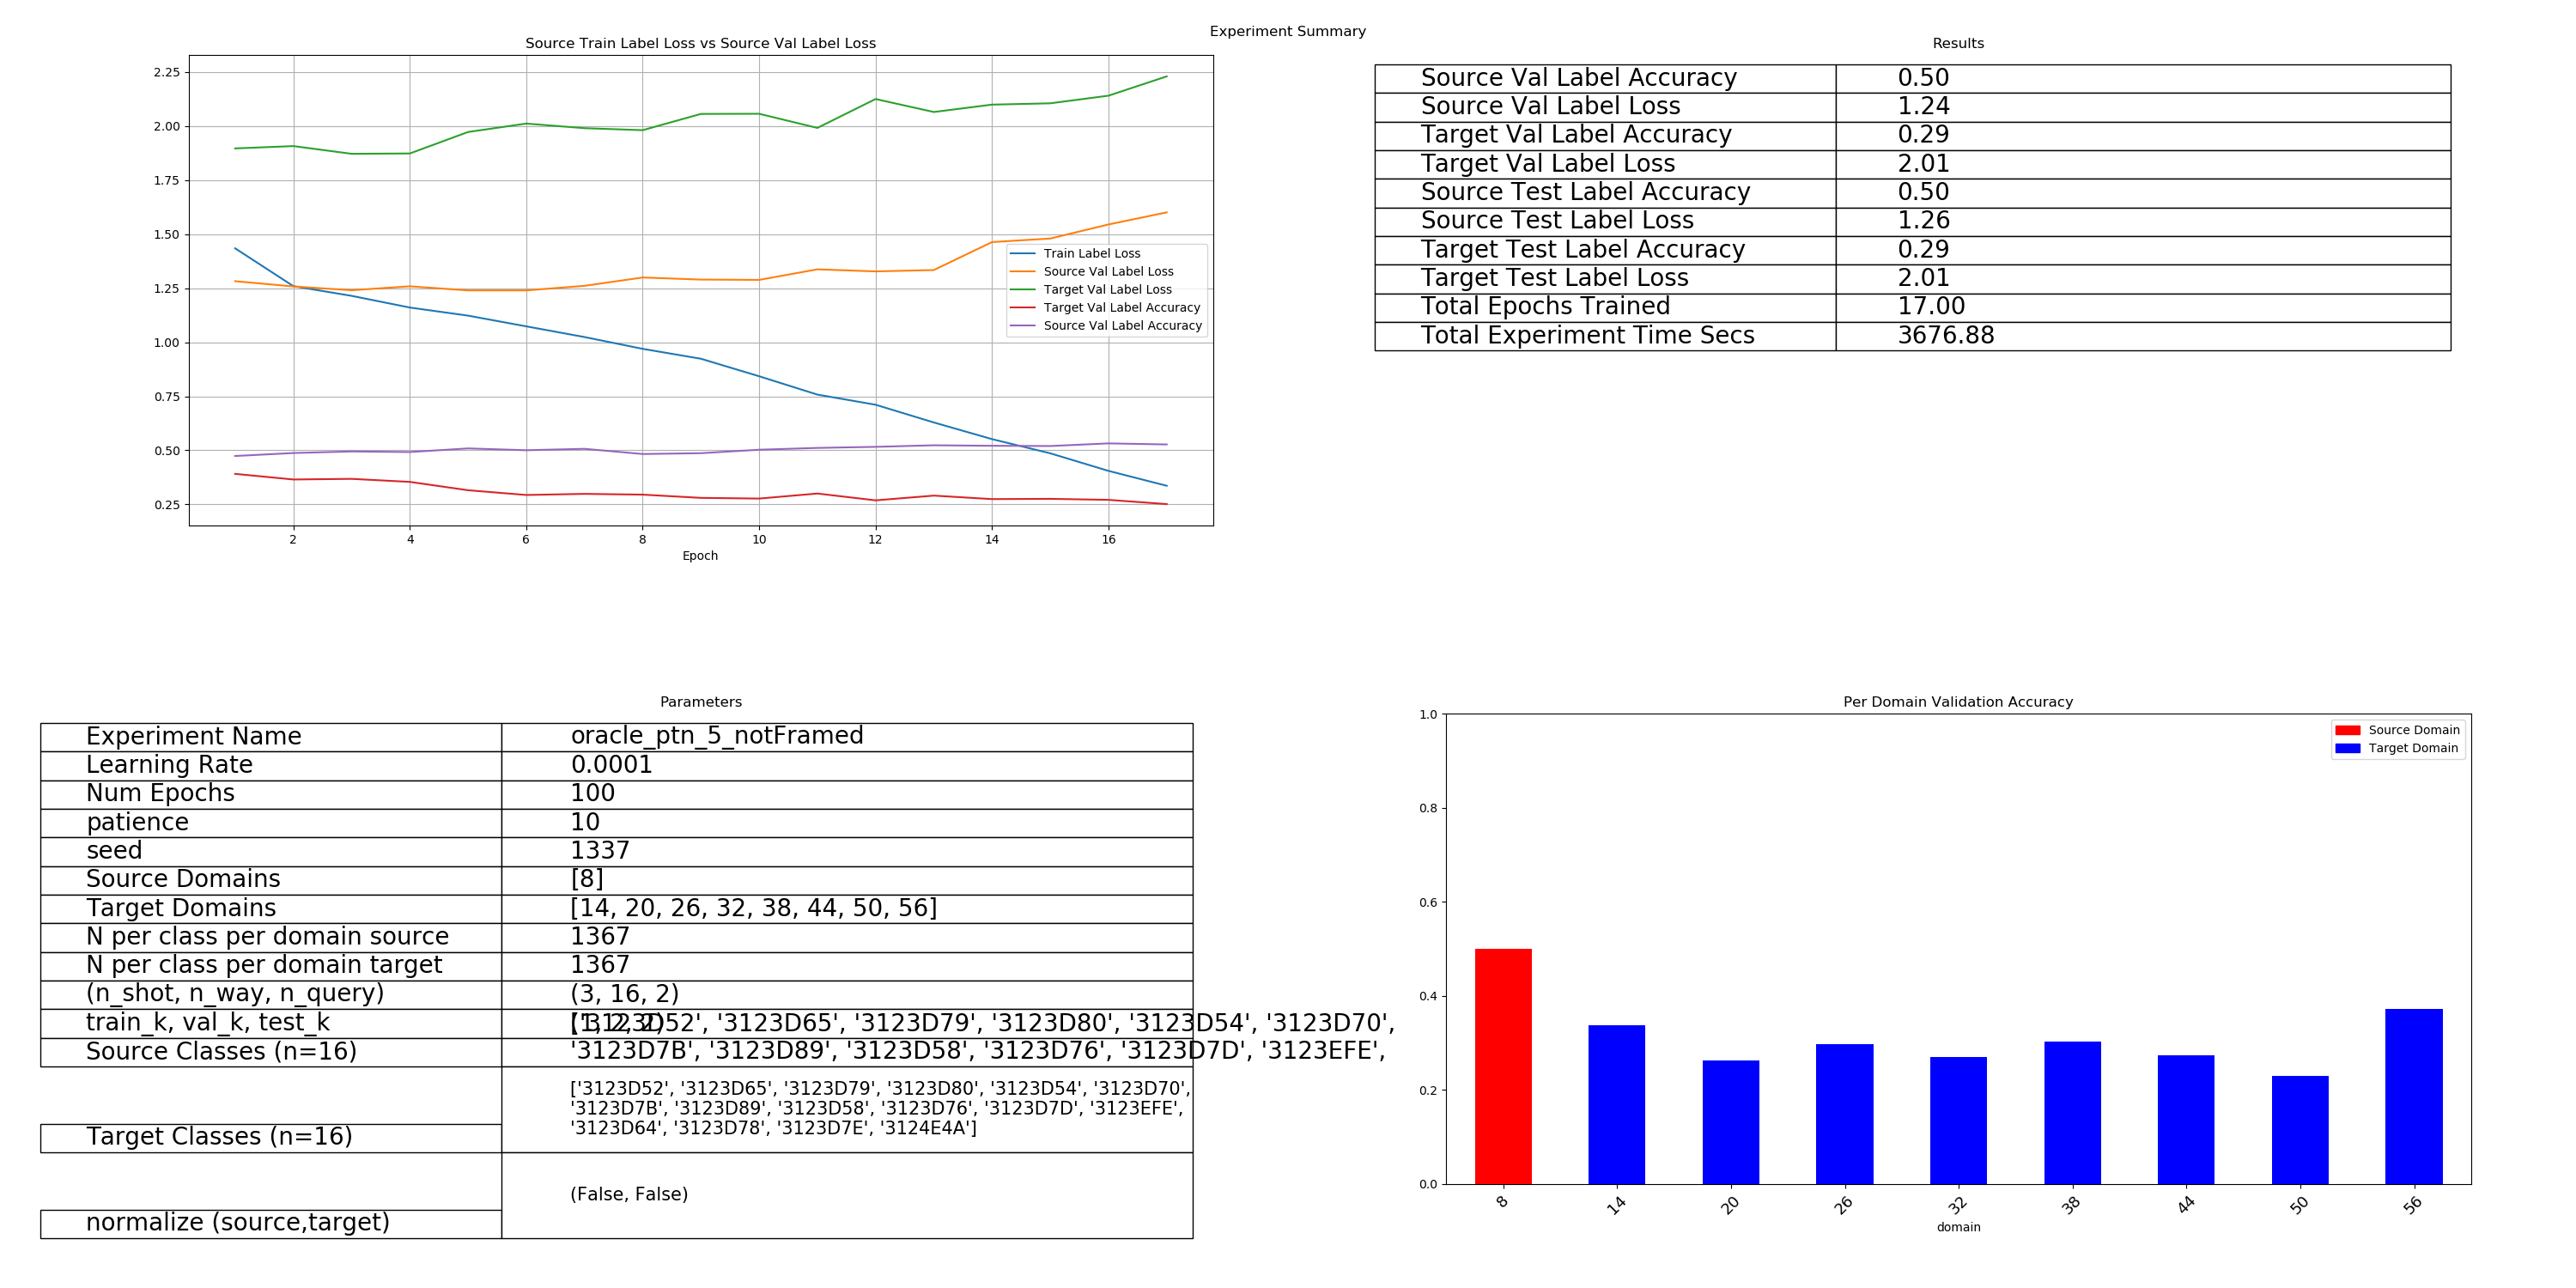 Experiment Summary
Source Train Label Loss vs Source Val Label Loss
2.25
2.00
1.75
1.50
1.25
1.00
0.75
0.50
0.25
2 4 6 8 10 12 14 16
Epoch
Train Label Loss
Source Val Label Loss
Target Val Label Loss
Target Val Label Accuracy
Source Val Label Accuracy
Results
Source Val Label Accuracy 0.50
Source Val Label Loss 1.24
Target Val Label Accuracy 0.29
Target Val Label Loss 2.01
Source Test Label Accuracy 0.50
Source Test Label Loss 1.26
Target Test Label Accuracy 0.29
Target Test Label Loss 2.01
Total Epochs Trained 17.00
Total Experiment Time Secs 3676.88
Parameters
Experiment Name oracle_ptn_5_notFramed
Learning Rate 0.0001
Num Epochs 100
patience 10
seed 1337
Source Domains [8]
Target Domains [14, 20, 26, 32, 38, 44, 50, 56]
N per class per domain source 1367
N per class per domain target 1367
(n_shot, n_way, n_query) (3, 16, 2)
train_k, val_k, test_k (1, 2, 2)
['3123D52', '3123D65', '3123D79', '3123D80', '3123D54', '3123D70',
Source Classes (n=16) '3123D7B', '3123D89', '3123D58', '3123D76', '3123D7D', '3123EFE',
['3123D52', '3123D65', '3123D79', '3123D80', '3123D54', '3123D70',
'3123D7B', '3123D89', '3123D58', '3123D76', '3123D7D', '3123EFE',
'3123D64', '3123D78', '3123D7E', '3124E4A']
Target Classes (n=16)
(False, False)
normalize (source,target)
Per Domain Validation Accuracy
1.0
0.8
0.6
0.4
0.2
0.0
8 14 20 26 32 38 44 50 56
domain
Source Domain
Target Domain